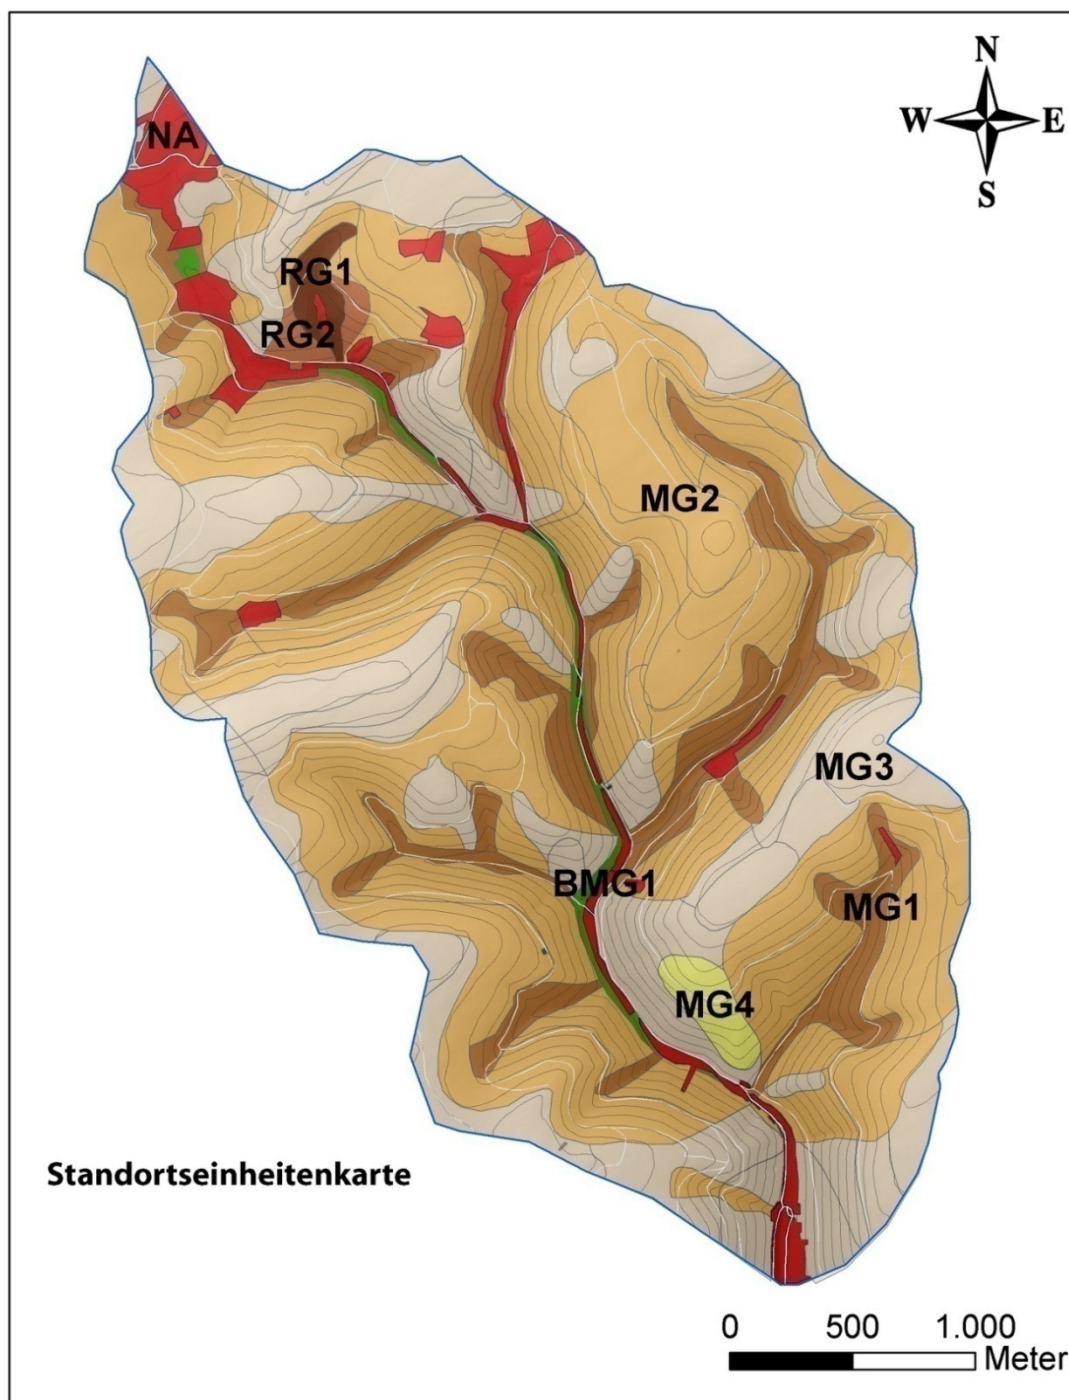 N
W E
S
NA
RG1
RG2
MG2
MG3
BMG1
MG1
MG4
Standortseinheitenkarte
0 500 1.000
Meter